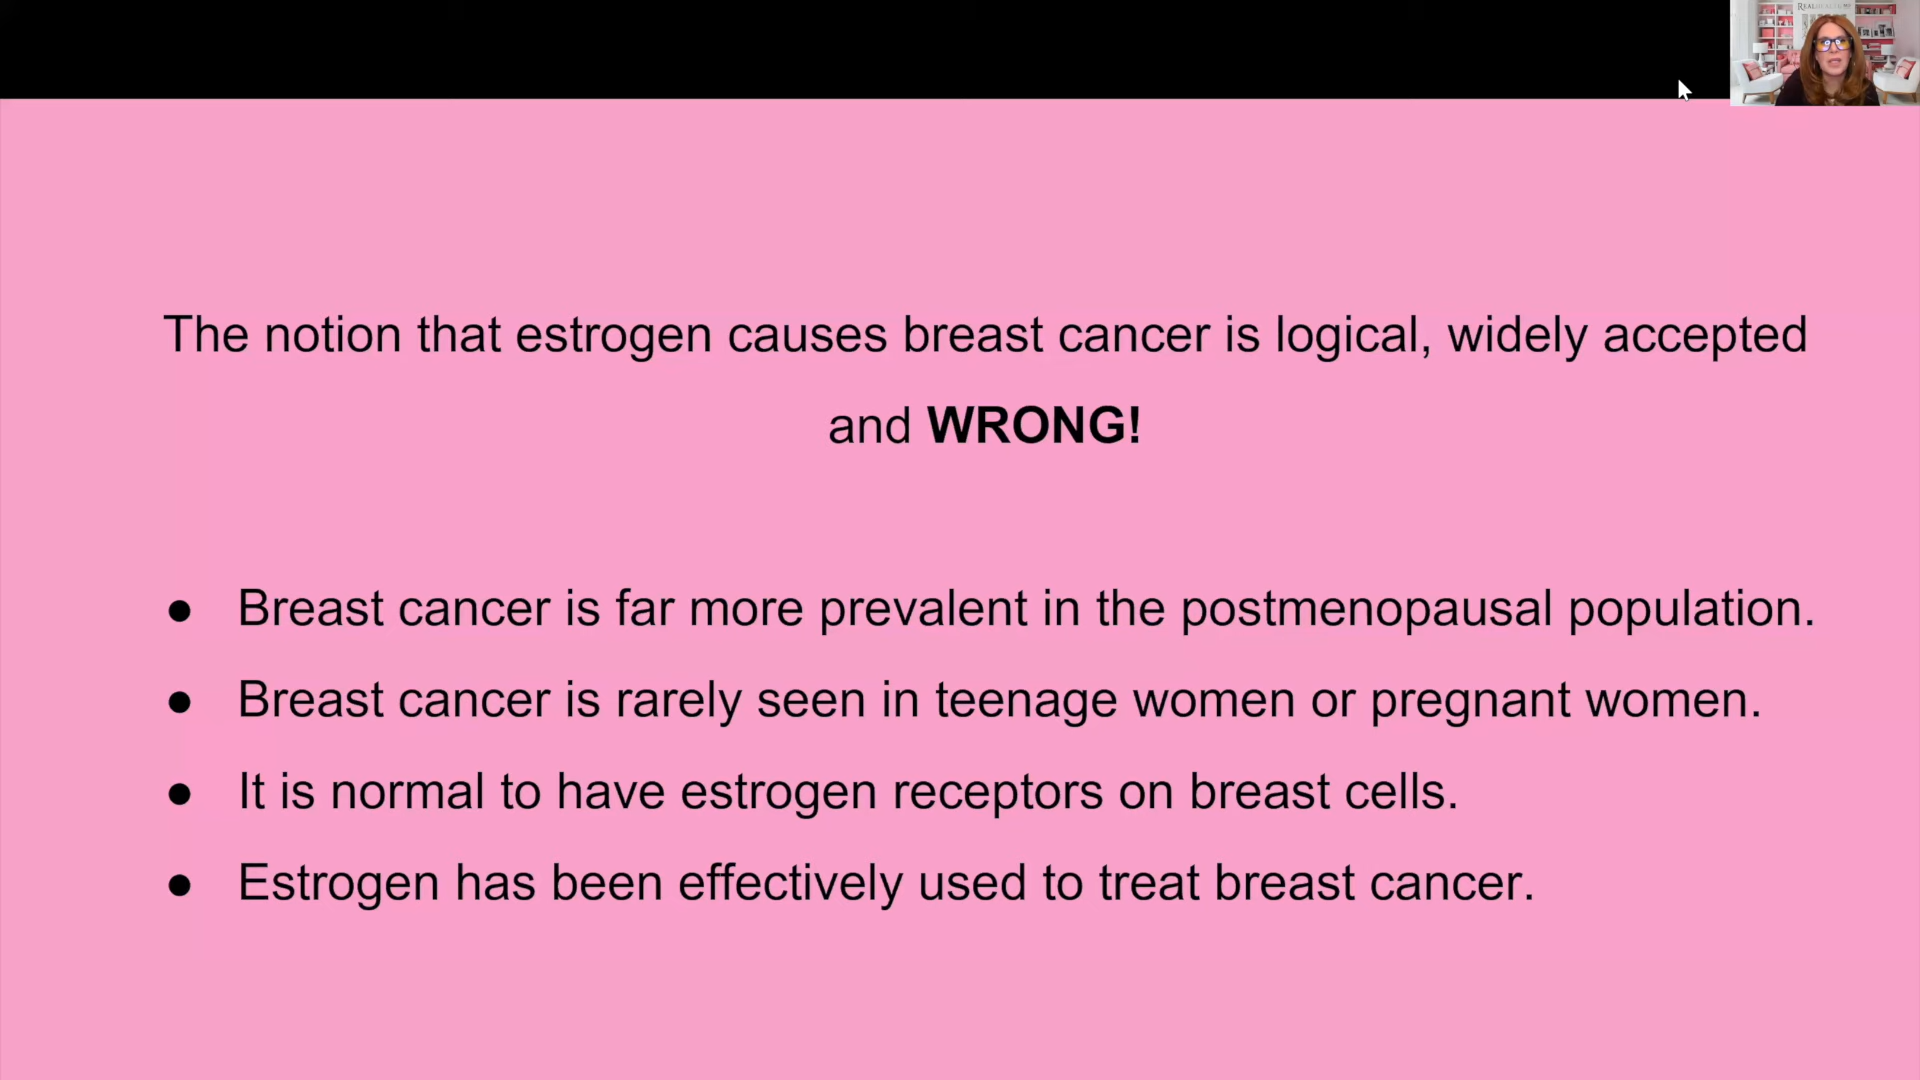 The notion that estrogen causes breast cancer is logical, widely accepted
and WRONG!
● Breast cancer is far more prevalent in the postmenopausal population.
● Breast cancer is rarely seen in teenage women or pregnant women.
● It is normal to have estrogen receptors on breast cells.
● Estrogen has been effectively used to treat breast cancer.